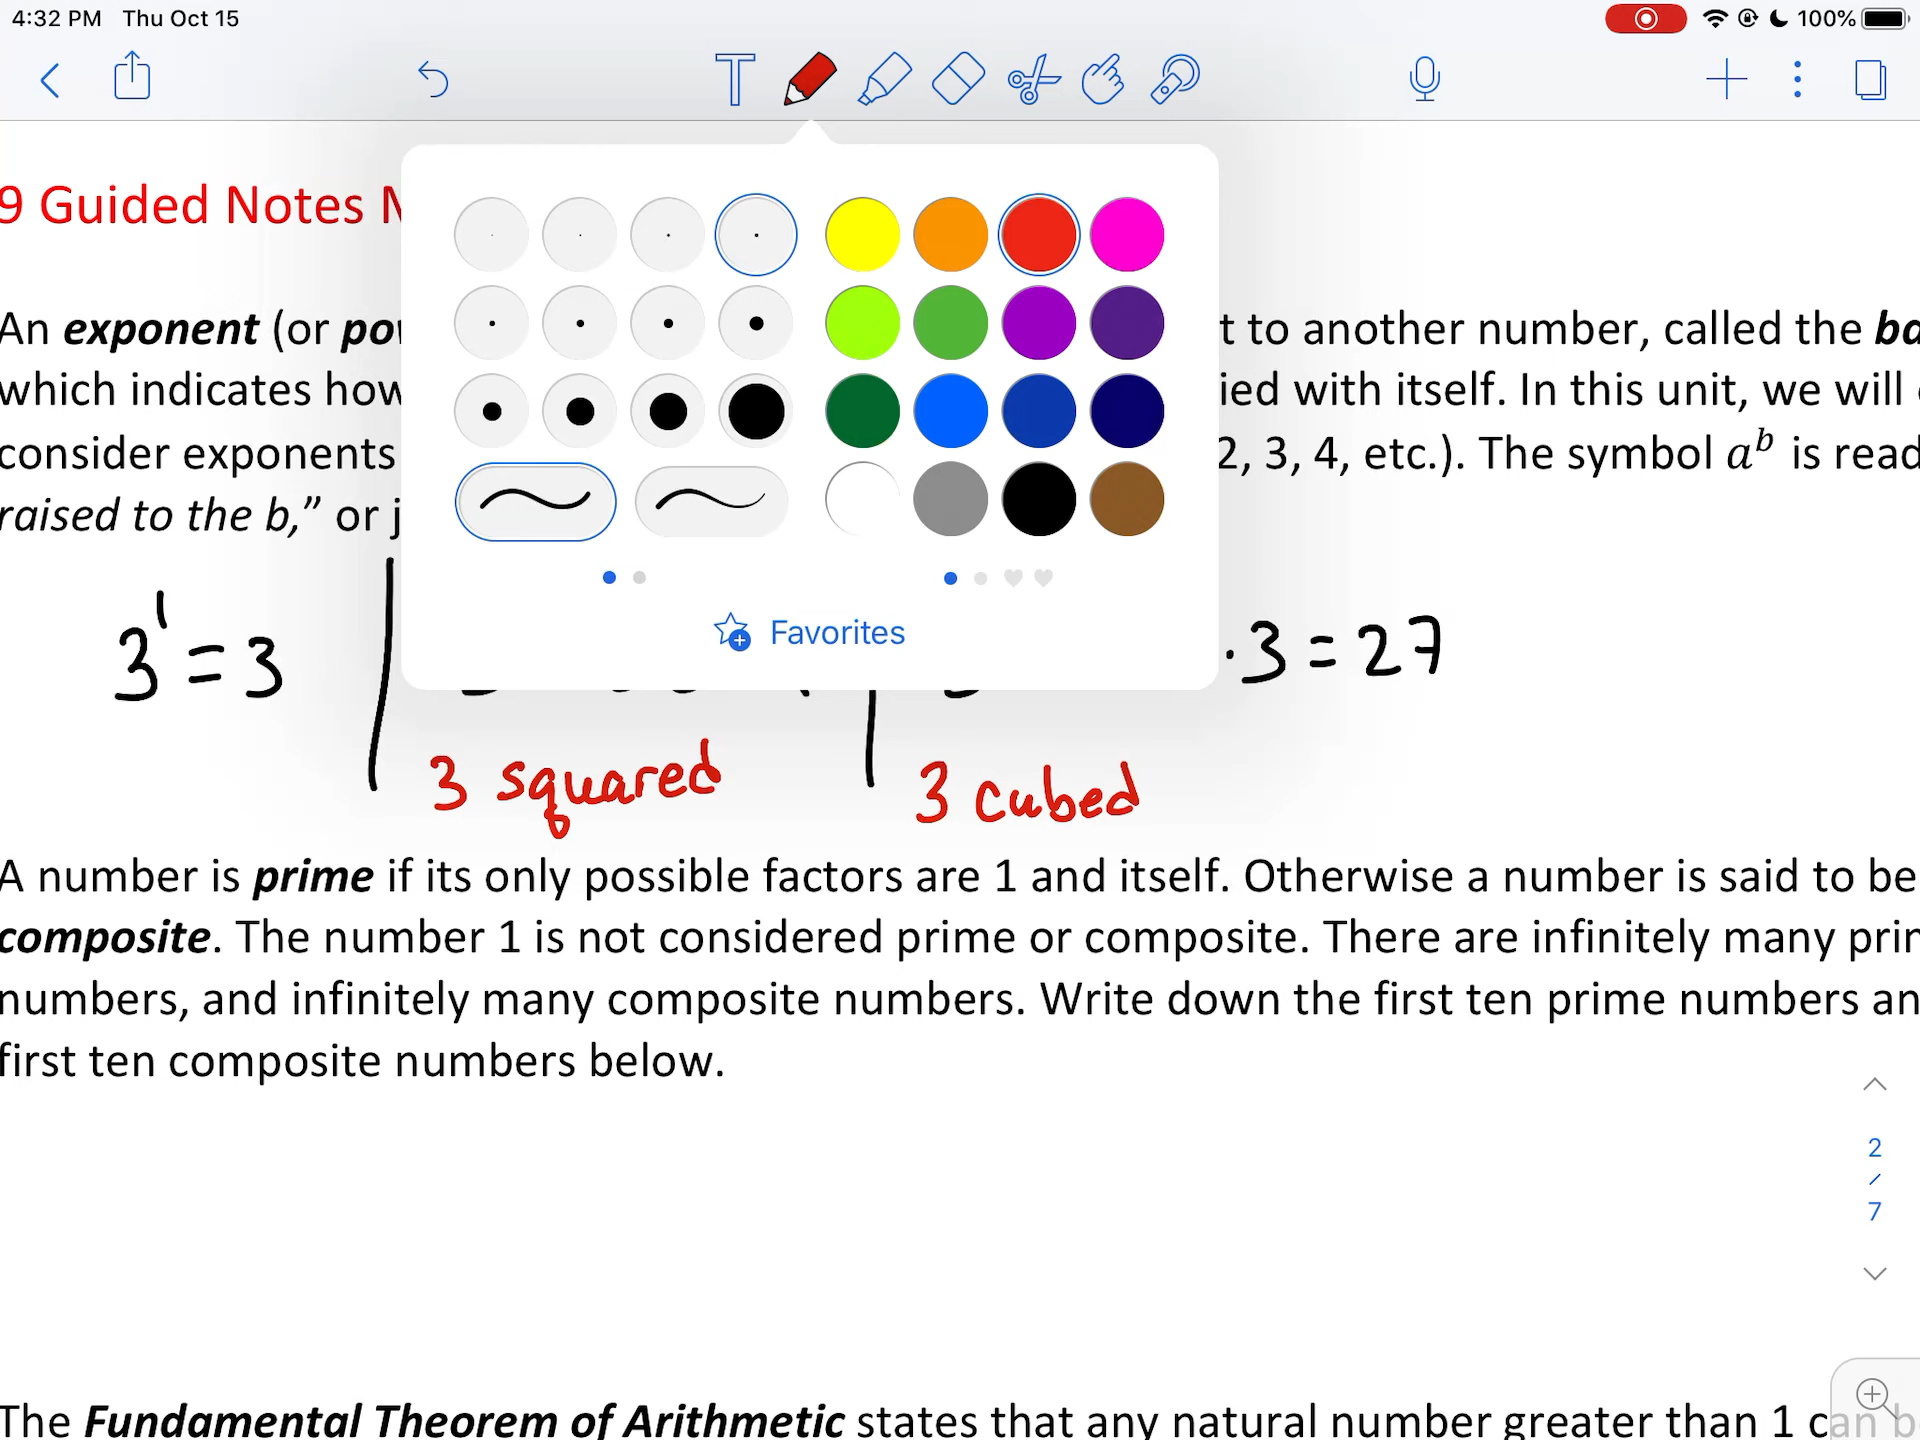 4:32 PM Thu Oct 15 100%
9 Guided Notes
An exponent (or t to another number, called the
which indicates how ied with itself. In this unit, we will
consider exponents 2, 3, 4, etc.). The symbol a^b is read
raised to the b,” or
Favorites
3^1 = 3
· 3 = 27
3 squared
3 cubed
A number is prime if its only possible factors are 1 and itself. Otherwise a number is said to be
composite. The number 1 is not considered prime or composite. There are infinitely many
numbers, and infinitely many composite numbers. Write down the first ten prime numbers
first ten composite numbers below.
2
/
7
The Fundamental Theorem of Arithmetic states that any natural number greater than 1 can